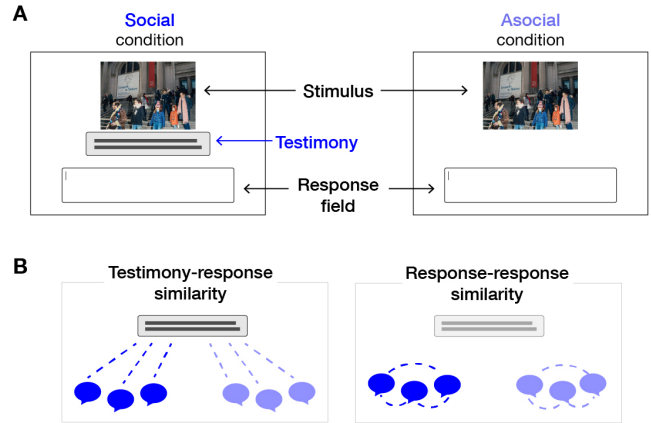 A
Social
condition
Asocial
condition
Stimulus
Testimony
Response
field
B
Testimony-response
similarity
Response-response
similarity